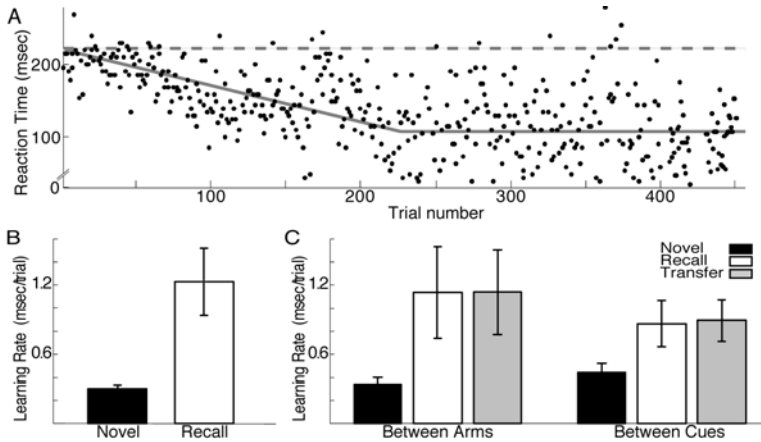 A
Reaction Time (msec)
200
100
0
100
200
300
400
Trial number
B
Learning Rate (msec/trial)
1.2
0.6
Novel
Recall
C
Learning Rate (msec/trial)
1.2
0.6
Novel
Recall
Transfer
Between Arms
Between Cues